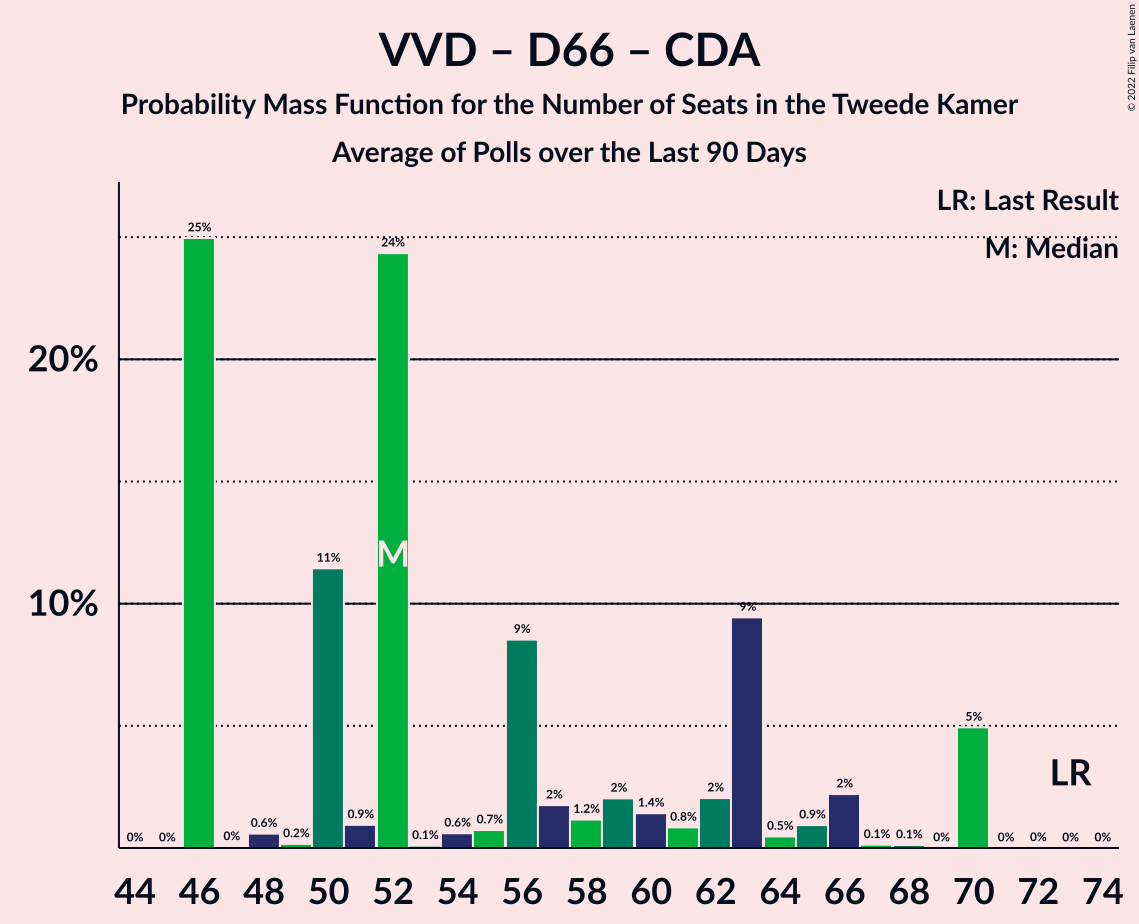 VVD – D66 – CDA
Probability Mass Function for the Number of Seats in the Tweede Kamer
Average of Polls over the Last 90 Days
© 2022 Filip van Laenen
LR: Last Result
M: Median
20%
10%
0% 0% 25% 0% 0.6% 0.2% 11% 0.9% 24% 0.1% 0.6% 0.7% 9% 2% 1.2% 2% 1.4% 0.8% 2% 9% 0.5% 0.9% 2% 0.1% 0.1% 0% 5% 0% 0% 0% 0%
M
LR
44 46 48 50 52 54 56 58 60 62 64 66 68 70 72 74